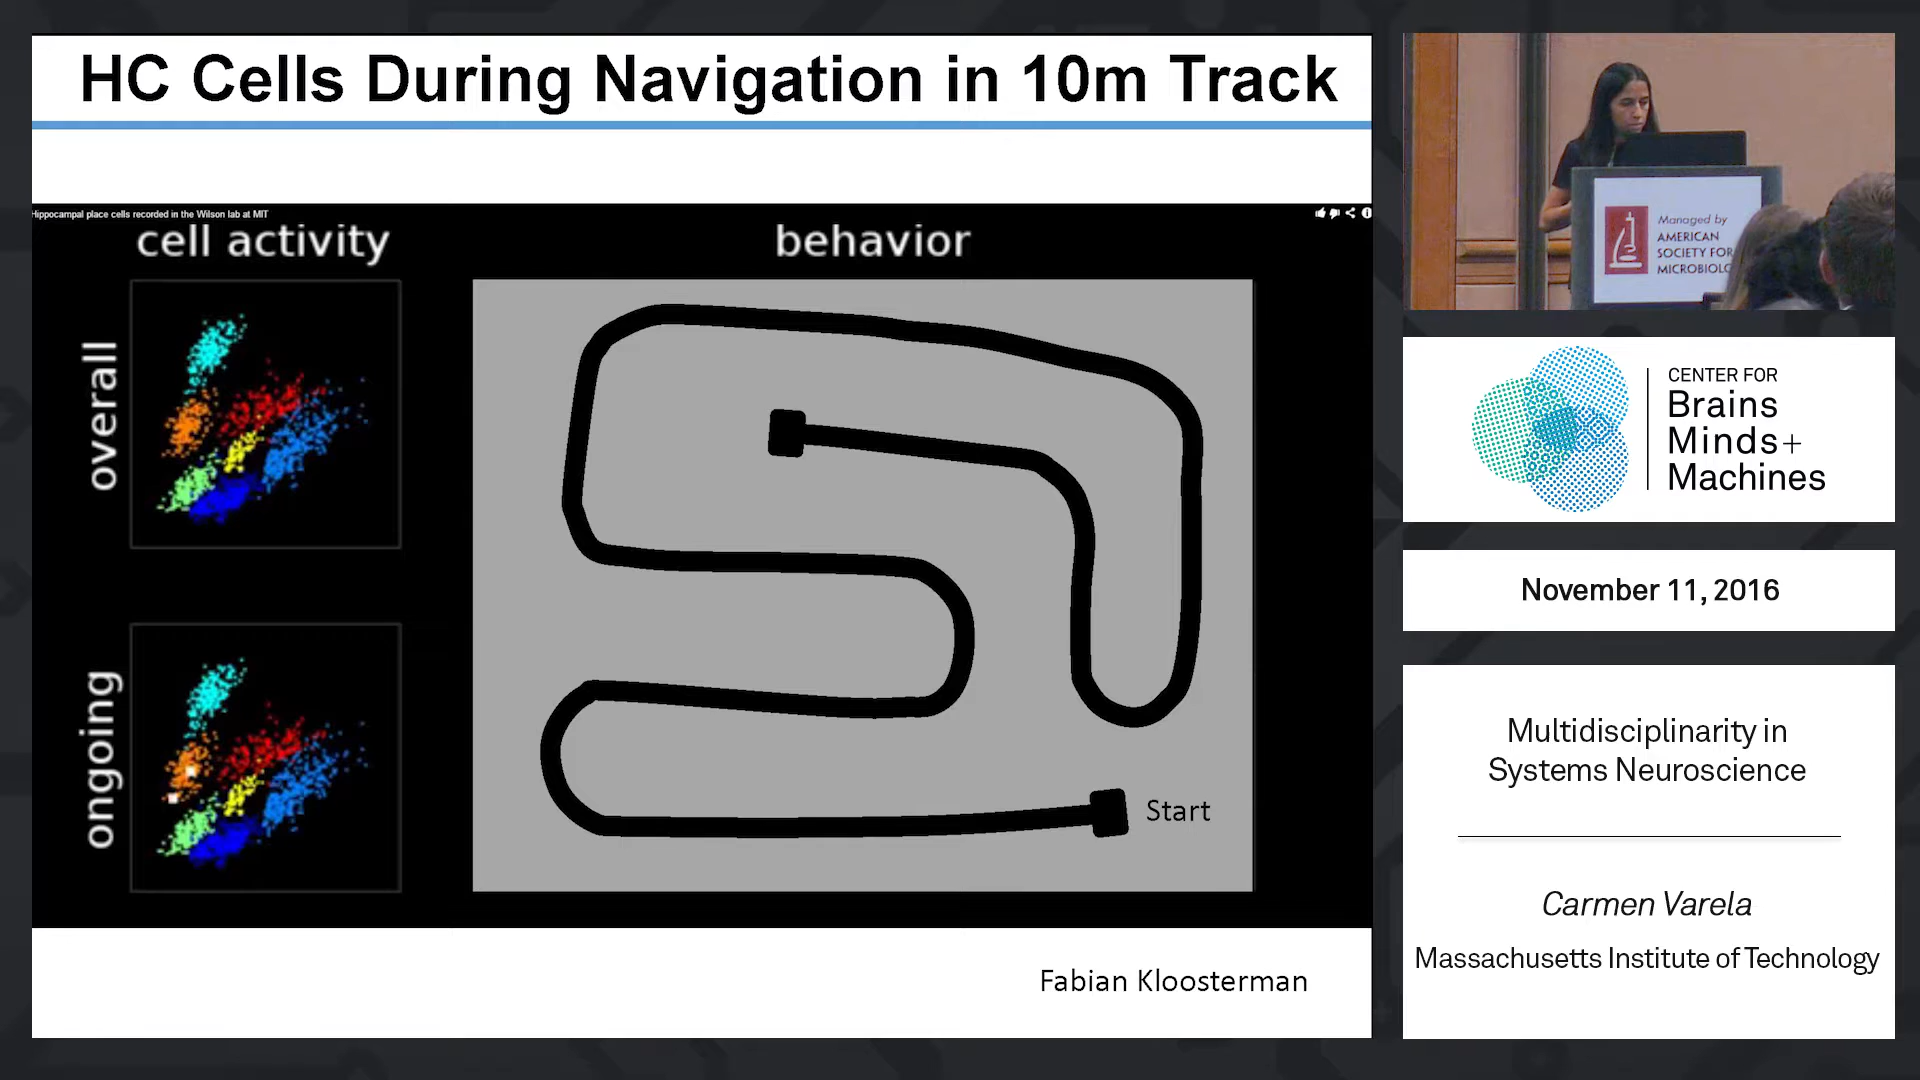 HC Cells During Navigation in 10m Track
Hippocampal place cells recorded in the Wilson lab at MIT
cell activity
behavior
overall
ongoing
Start
Fabian Kloosterman
Managed by
AMERICAN
SOCIETY FOR
CENTER FOR
Brains
Minds+
Machines
November 11, 2016
Multidisciplinarity in
Systems Neuroscience
Carmen Varela
Massachusetts Institute of Technology